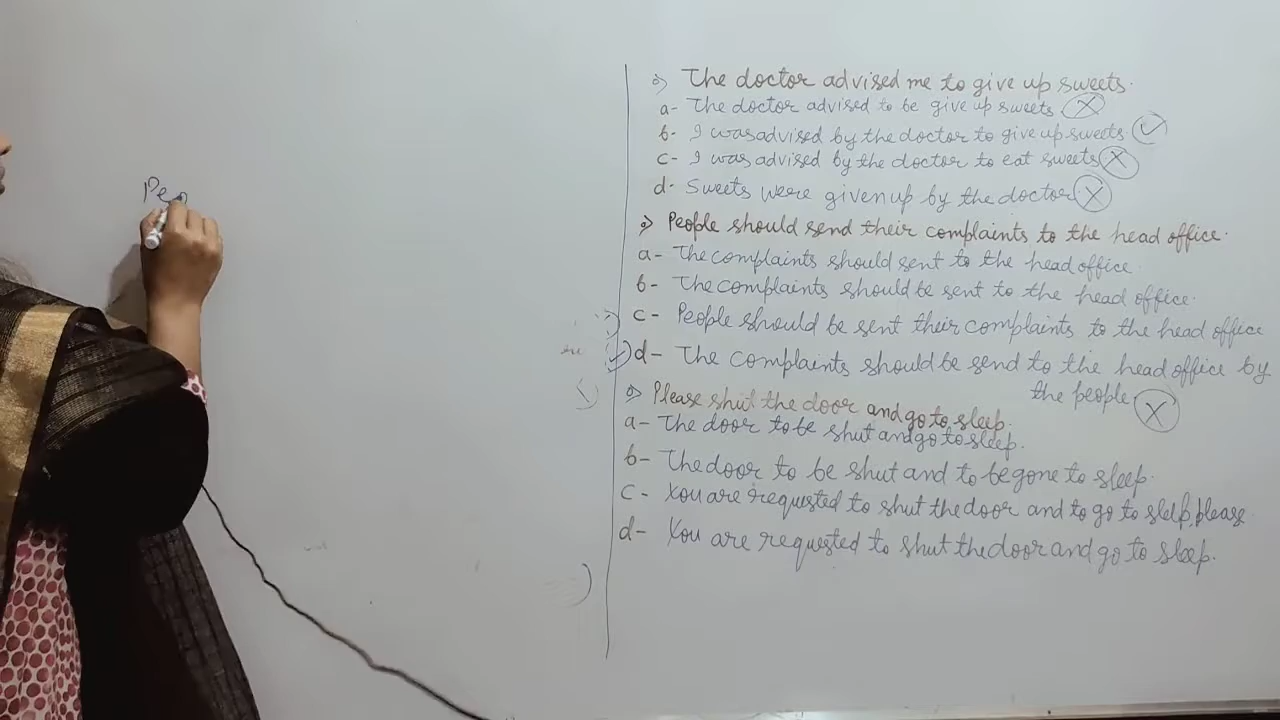 Peo
The doctor advised me to give up sweets.
a- The doctor advised to be give up sweets
b- I was advised by the doctor to give up sweets
c- I was advised by the doctor to eat sweets
d- Sweets were given up by the doctor.
People should send their complaints to the head office.
a- The complaints should sent to the head office.
b- The complaints should be sent to the head office.
c- People should be sent their complaints to the head office
d- The complaints should be send to the head office by
the people.
Please shut the door and go to sleep.
a- The door to be shut and go to sleep.
b- The door to be shut and to be gone to sleep.
c- You are requested to shut the door and to go to sleep, please
d- You are requested to shut the door and go to sleep.